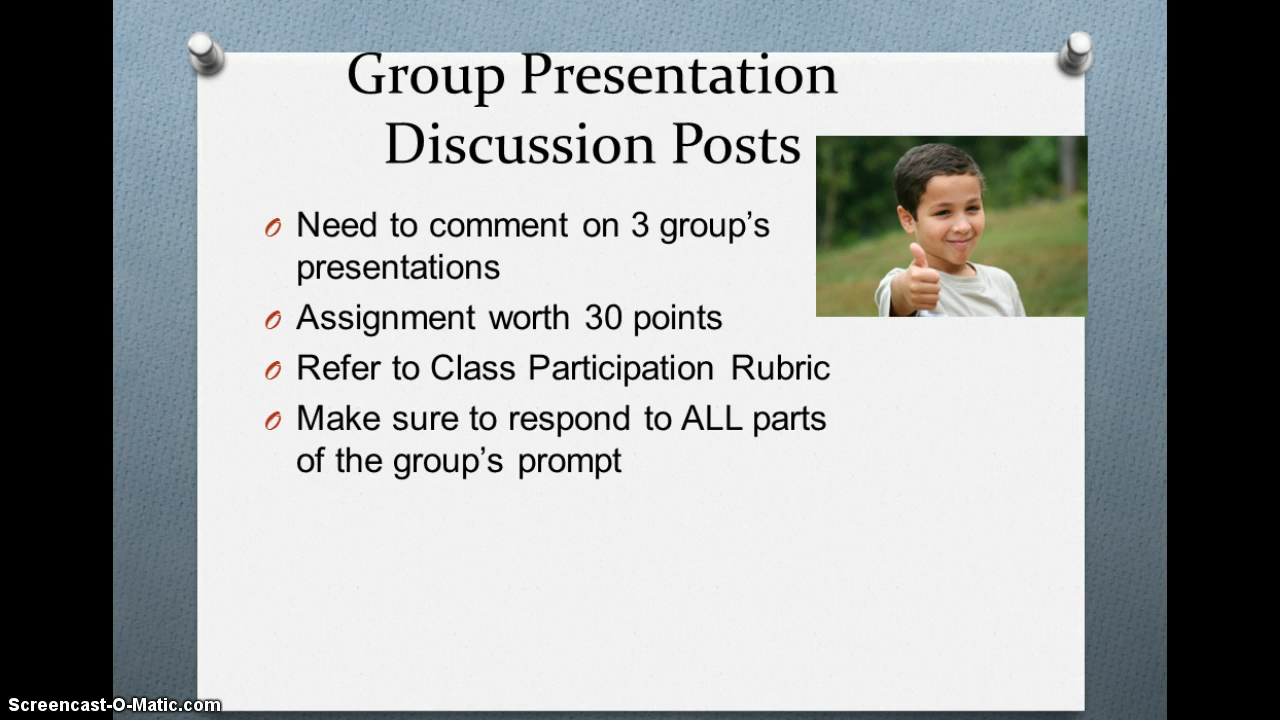 Group Presentation
Discussion Posts
Need to comment on 3 group’s
presentations
Assignment worth 30 points
Refer to Class Participation Rubric
Make sure to respond to ALL parts
of the group’s prompt
Screencast-O-Matic.com